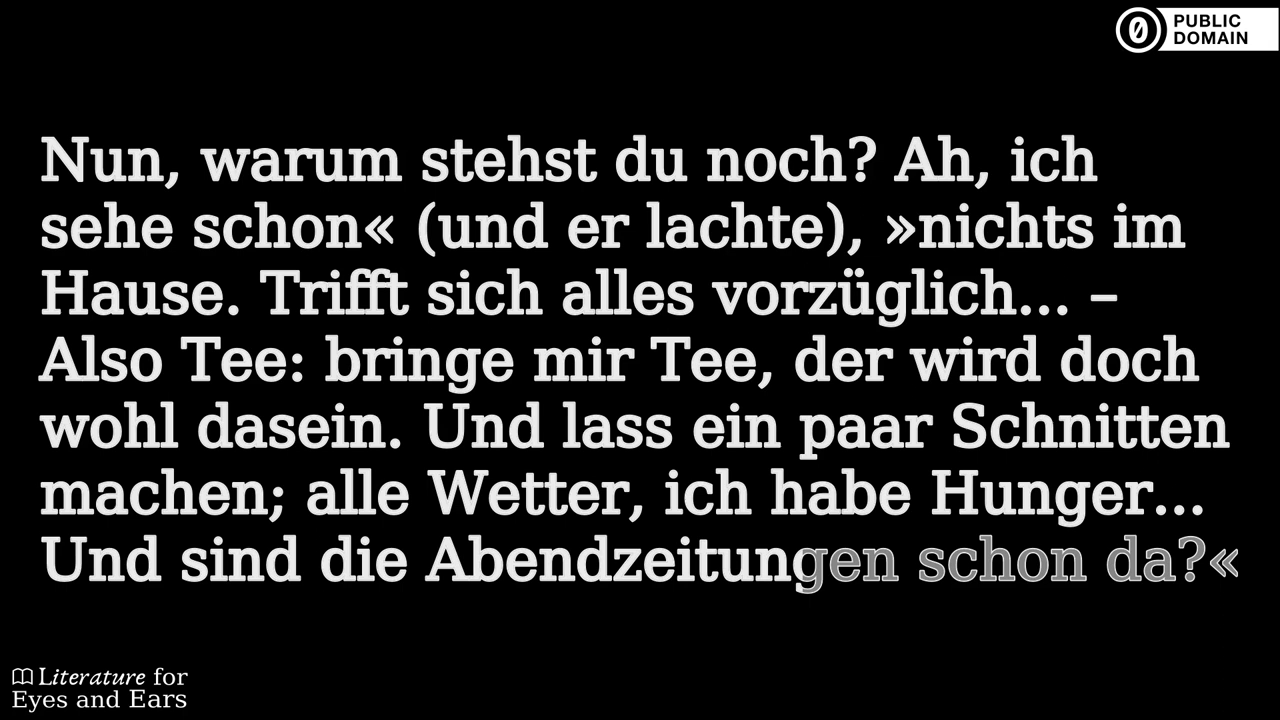 PUBLIC
DOMAIN
Nun, warum stehst du noch? Ah, ich
sehe schon« (und er lachte), »nichts im
Hause. Trifft sich alles vorzüglich... –
Also Tee: bringe mir Tee, der wird doch
wohl dasein. Und lass ein paar Schnitten
machen; alle Wetter, ich habe Hunger...
Und sind die Abendzeitungen schon da?«
Literature for
Eyes and Ears